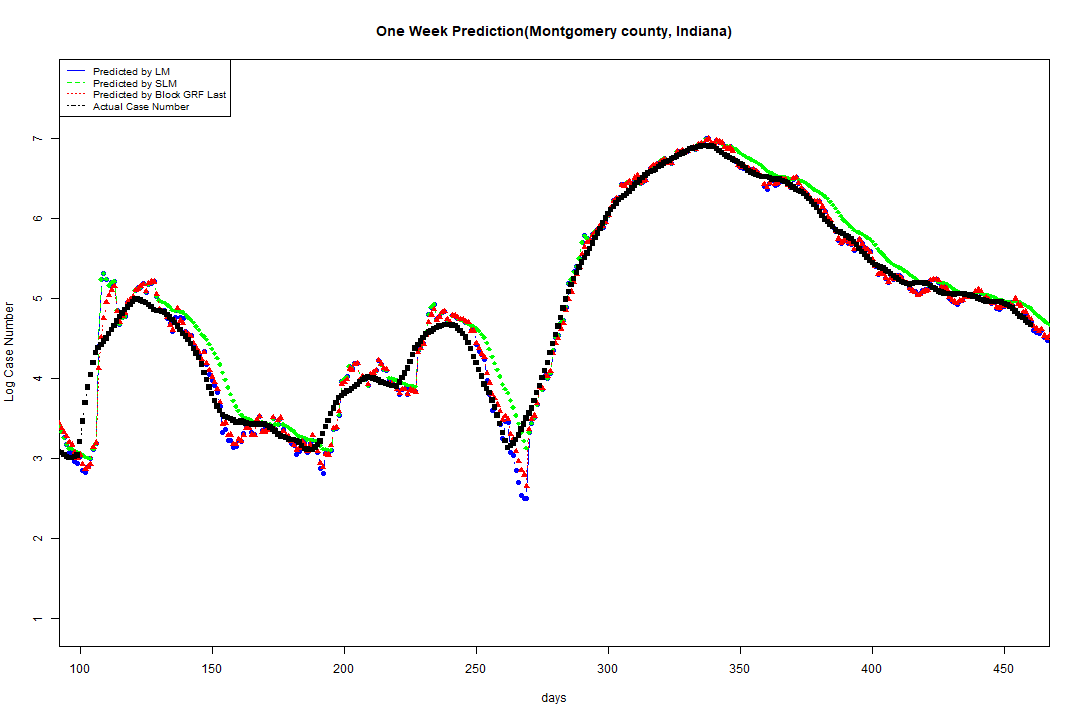 One Week Prediction(Montgomery county, Indiana)
Predicted by LM
Predicted by SLM
Predicted by Block GRF Last
Actual Case Number
7
6
5
4
3
2
1
Log Case Number
100 150 200 250 300 350 400 450
days